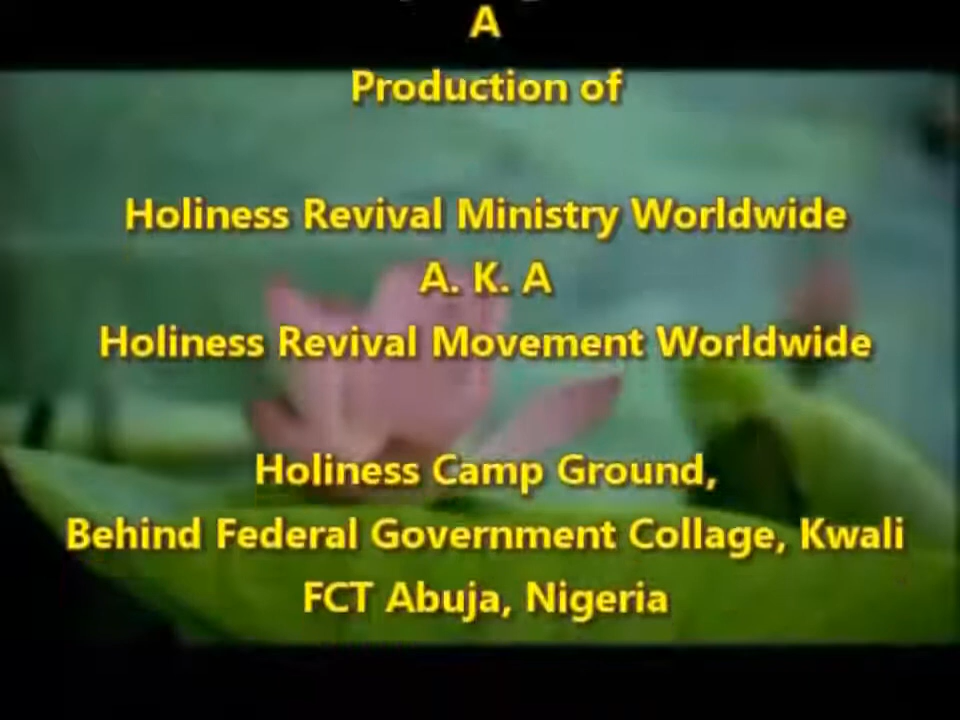 A
Production of
Holiness Revival Ministry Worldwide
A. K. A
Holiness Revival Movement Worldwide
Holiness Camp Ground,
Behind Federal Government Collage, Kwali
FCT Abuja, Nigeria